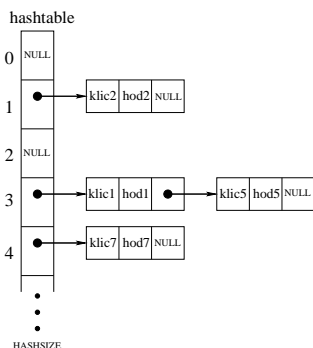 hashtable
0 NULL
1 klic2 hod2 NULL
2 NULL
3 klic1 hod1 klic5 hod5 NULL
4 klic7 hod7 NULL
HASHSIZE